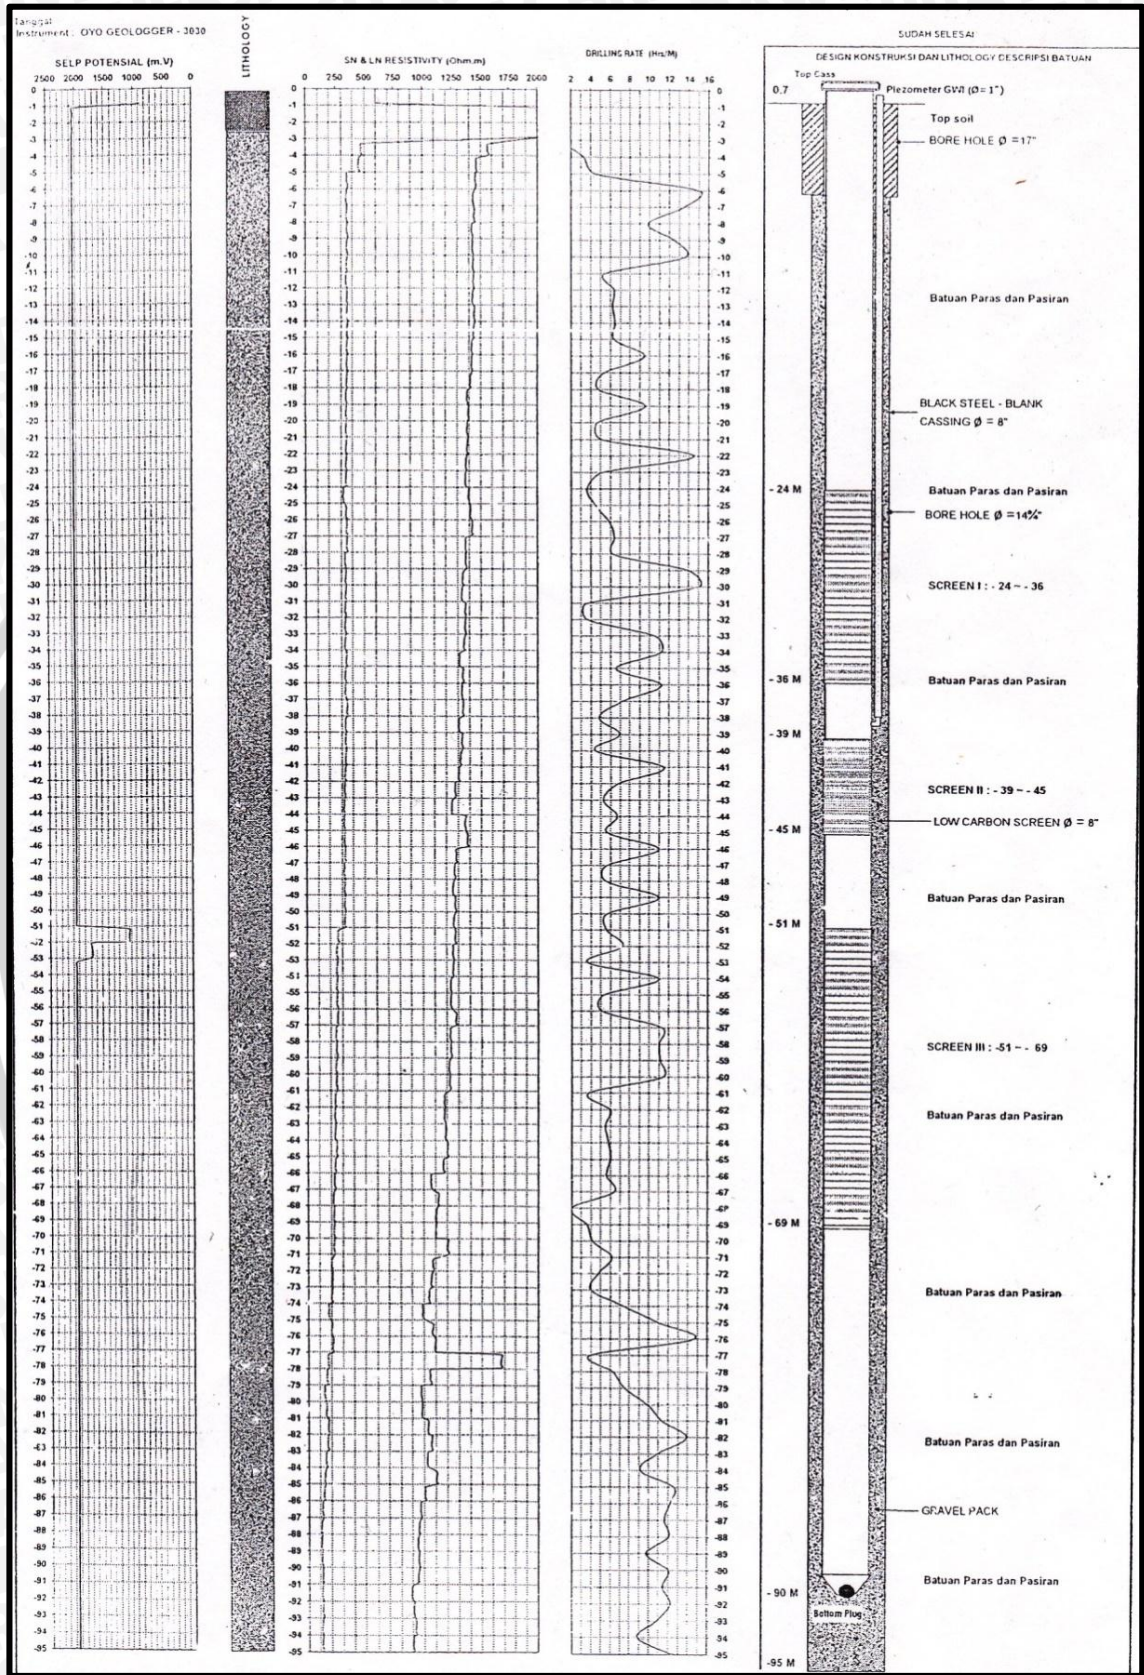 Tanggal
Instrument : OYO GEOLOGGER - 3030
SELP POTENSIAL (m.V)
2500 2000 1500 1000 500 0
LITHOLOGY
SN & LN RESISTIVITY (Ohm.m)
0 250 500 750 1000 1250 1500 1750 2000
DRILLING RATE (Hrs/M)
2 4 6 8 10 12 14 16
SUDAH SELESAI
DESIGN KONSTRUKSI DAN LITHOLOGY DESCRIPSI BATUAN
Top Cass
0.7
Piezometer GWI (Ø= 1")
Top soil
BORE HOLE Ø =17"
Batuan Paras dan Pasiran
BLACK STEEL - BLANK
CASSING Ø = 8"
- 24 M
Batuan Paras dan Pasiran
BORE HOLE Ø =14¾"
SCREEN I : - 24 ~ - 36
- 36 M
Batuan Paras dan Pasiran
- 39 M
SCREEN II : - 39 ~ - 45
LOW CARBON SCREEN Ø = 8"
- 45 M
Batuan Paras dan Pasiran
- 51 M
SCREEN III : -51 ~ - 69
Batuan Paras dan Pasiran
- 69 M
Batuan Paras dan Pasiran
Batuan Paras dan Pasiran
GRAVEL PACK
Batuan Paras dan Pasiran
- 90 M
Bottom Plug
-95 M